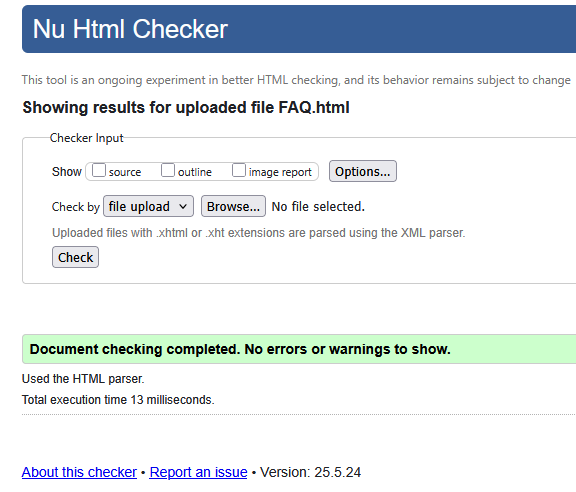 Nu Html Checker
This tool is an ongoing experiment in better HTML checking, and its behavior remains subject to change
Showing results for uploaded file FAQ.html
Checker Input
Show source outline image report Options...
Check by file upload Browse... No file selected.
Uploaded files with .xhtml or .xht extensions are parsed using the XML parser.
Check
Document checking completed. No errors or warnings to show.
Used the HTML parser.
Total execution time 13 milliseconds.
About this checker • Report an issue • Version: 25.5.24